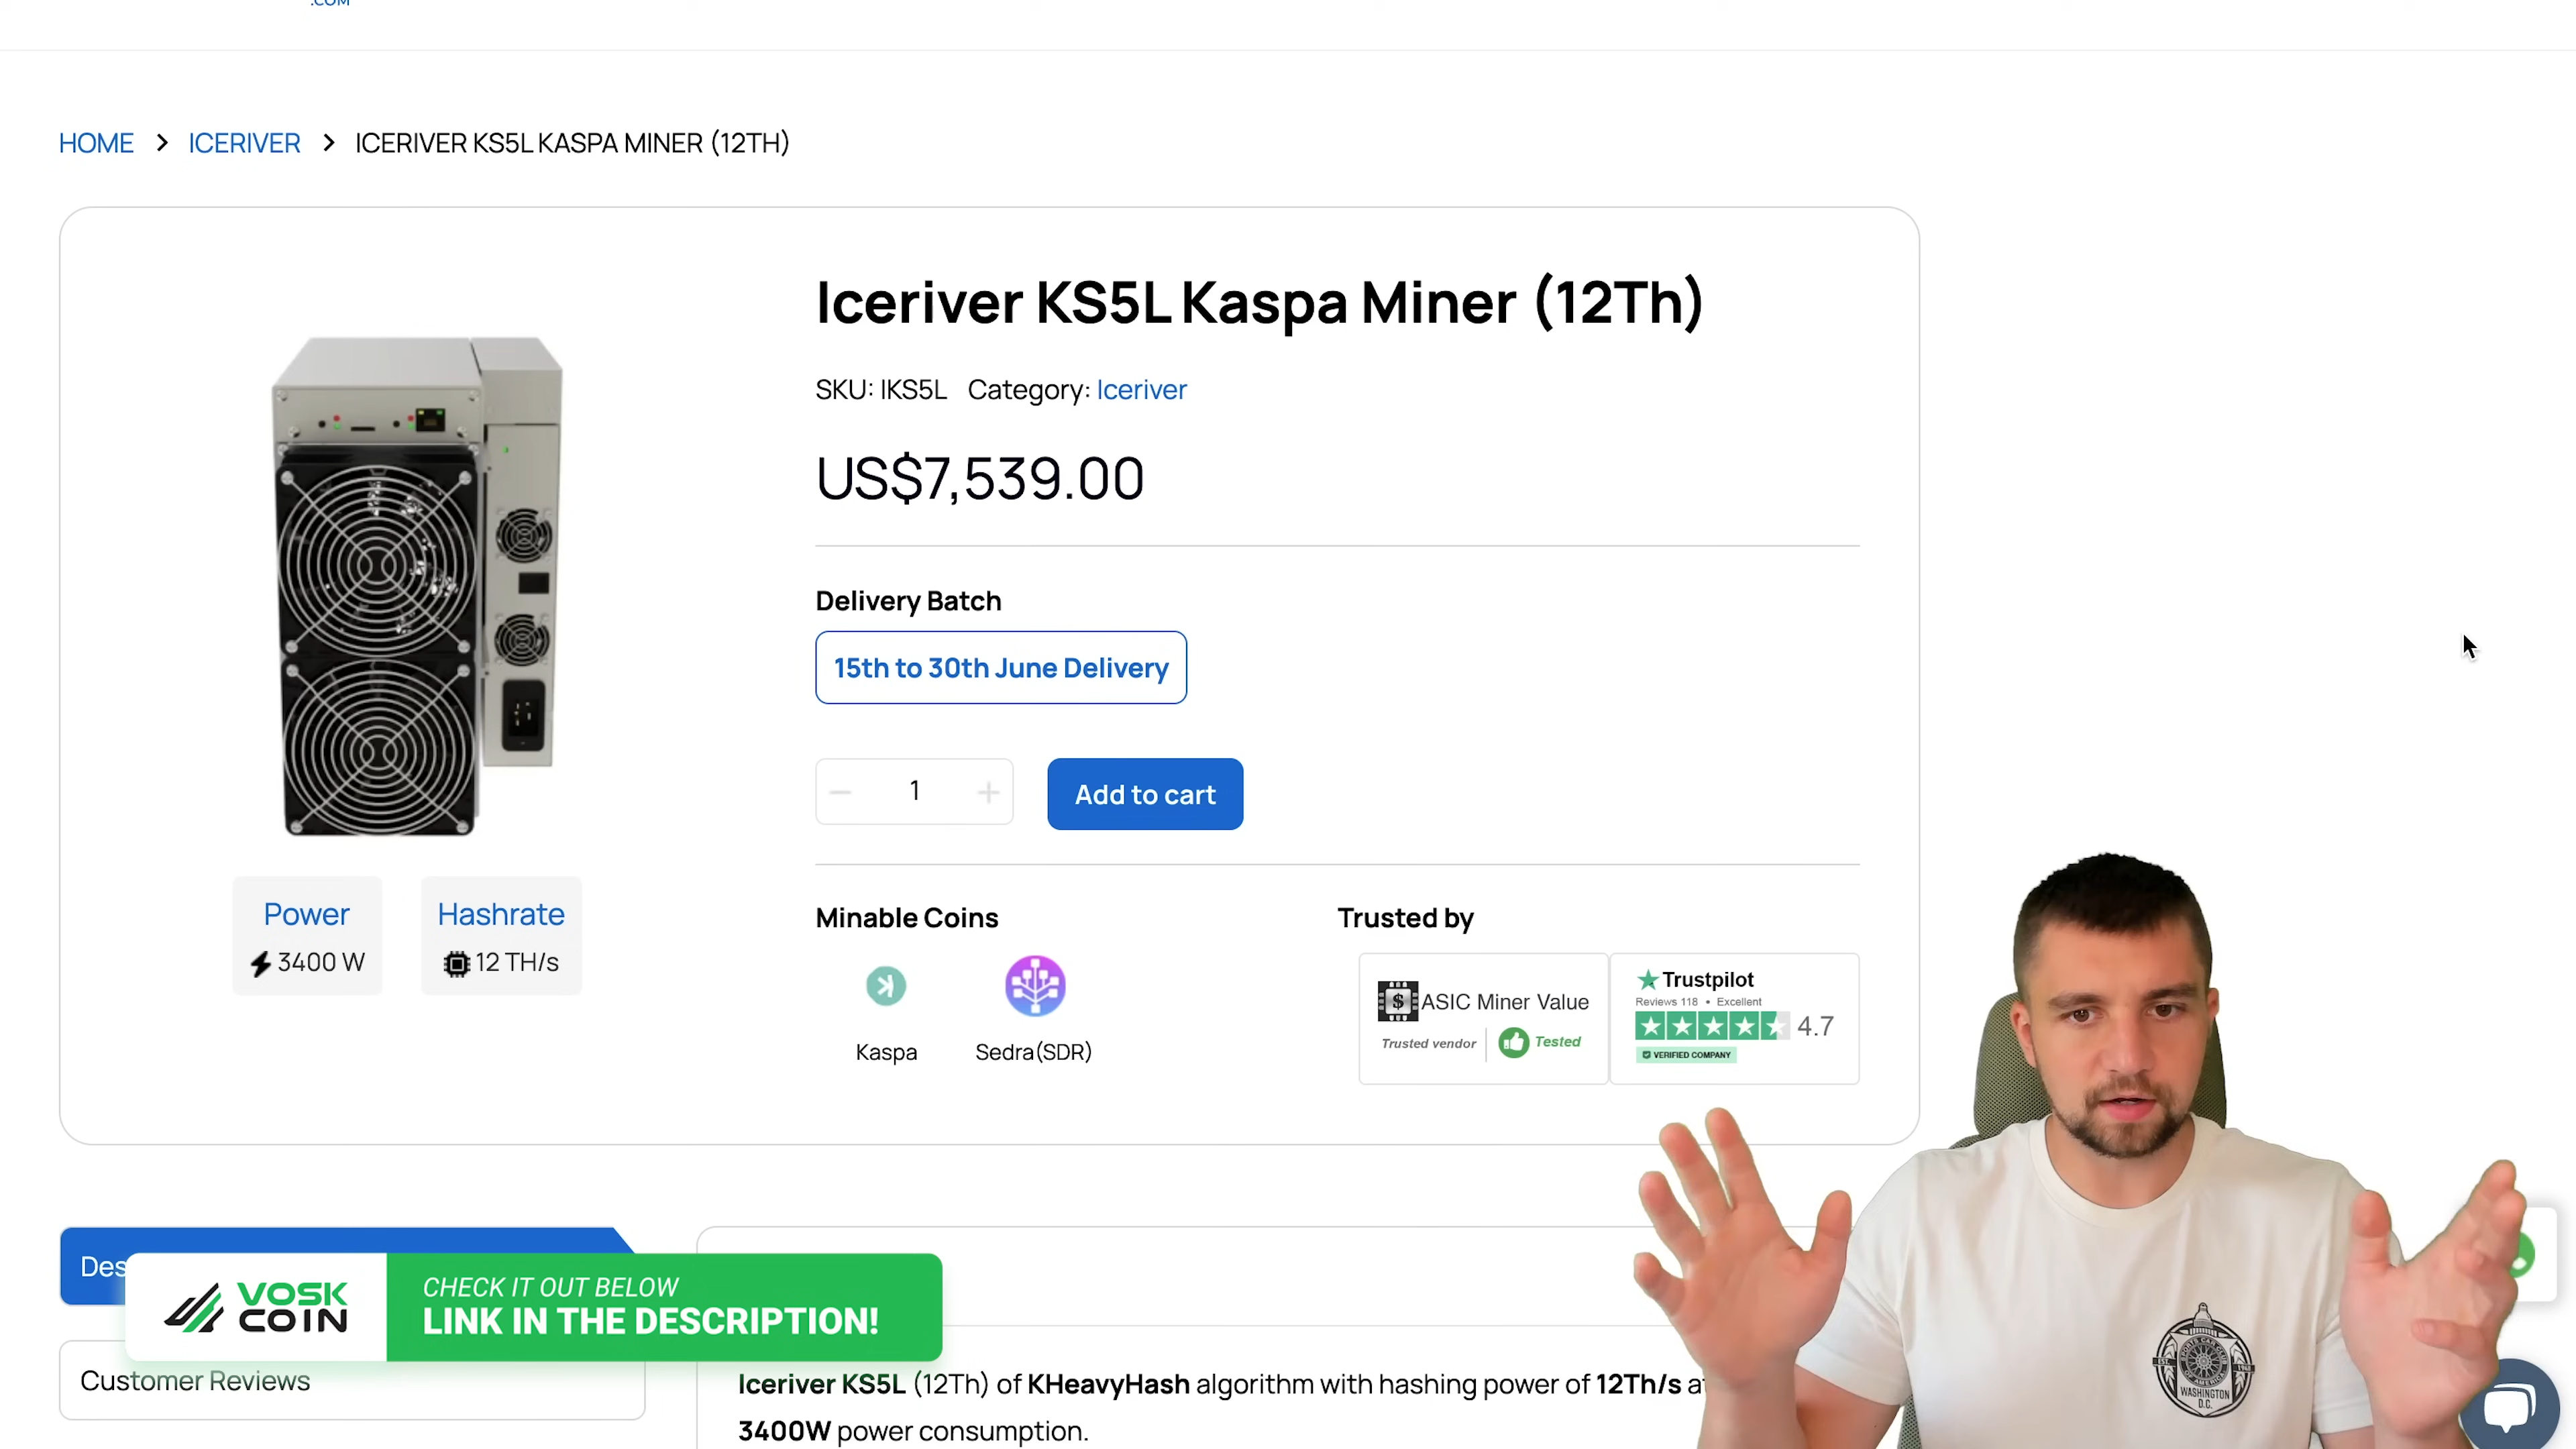 .COM
HOME > ICERIVER > ICERIVER KS5L KASPA MINER (12TH)
Iceriver KS5L Kaspa Miner (12Th)
SKU: IKS5L Category: Iceriver
US$7,539.00
Delivery Batch
15th to 30th June Delivery
1
Add to cart
Power
3400 W
Hashrate
12 TH/s
Minable Coins
Kaspa
Sedra(SDR)
Trusted by
ASIC Miner Value
Trusted vendor
Tested
Trustpilot
Reviews 118 • Excellent
4.7
VERIFIED COMPANY
Des
VOSK
COIN
CHECK IT OUT BELOW
LINK IN THE DESCRIPTION!
Customer Reviews
Iceriver KS5L (12Th) of KHeavyHash algorithm with hashing power of 12Th/s
3400W power consumption.
WASHINGTON
D.C.